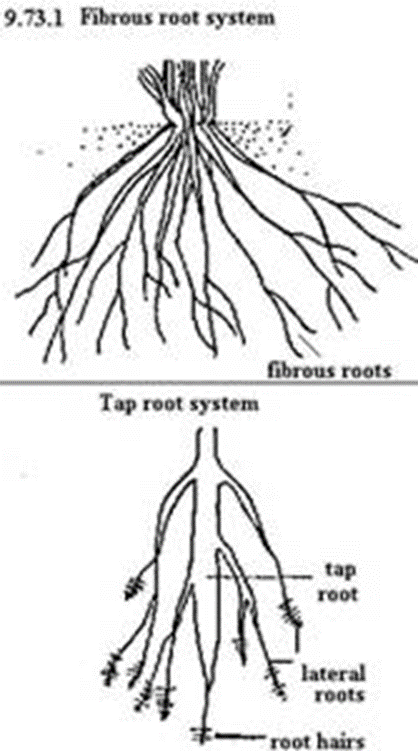 9.73.1 Fibrous root system
fibrous roots
Tap root system
tap
root
lateral
roots
root hairs